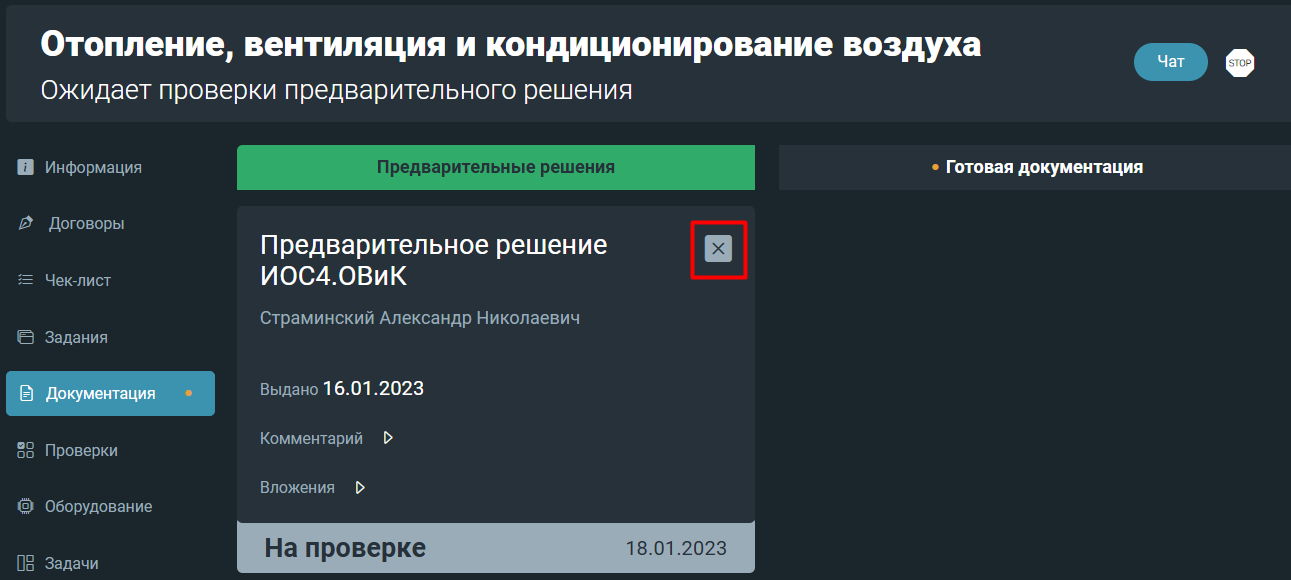 Отопление, вентиляция и кондиционирование воздуха
Ожидает проверки предварительного решения
Чат
STOP
Информация
Договоры
Чек-лист
Задания
Документация
Проверки
Оборудование
Задачи
Предварительные решения
Готовая документация
Предварительное решение
ИОС4.ОВиК
Страминский Александр Николаевич
Выдано 16.01.2023
Комментарий
Вложения
На проверке 18.01.2023